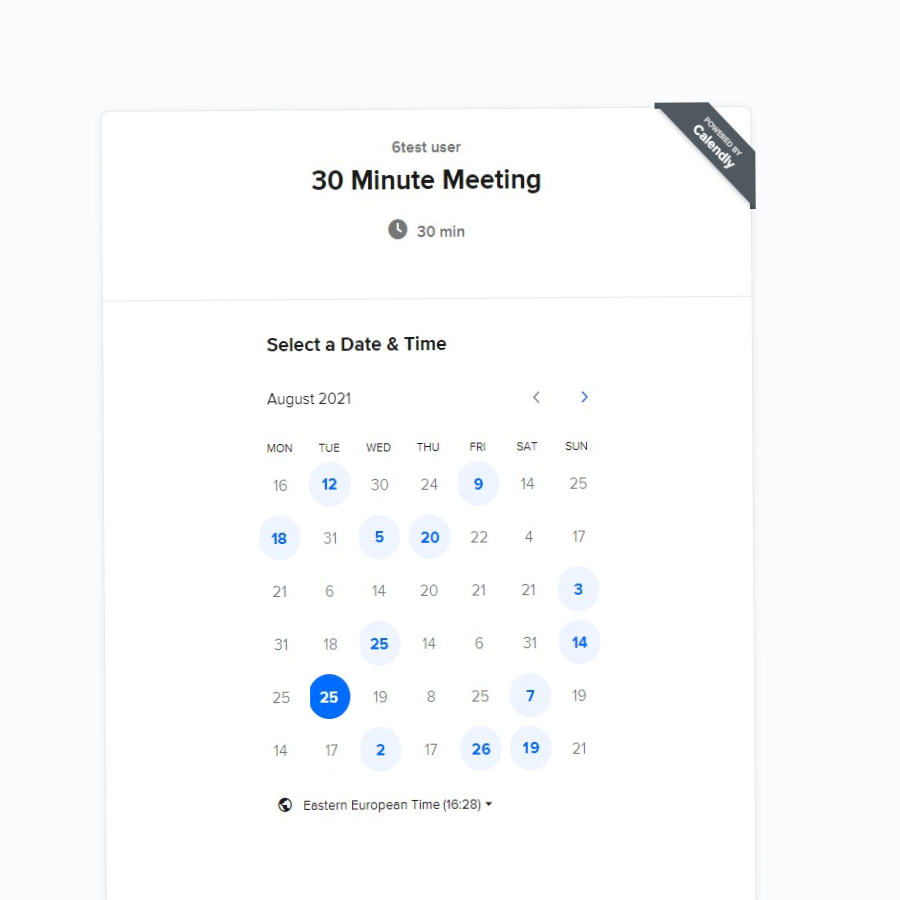 POWERED BY
Calendly
6test user
30 Minute Meeting
30 min
Select a Date & Time
August 2021
MON TUE WED THU FRI SAT SUN
16 12 30 24 9 14 25
18 31 5 20 22 4 17
21 6 14 20 21 21 3
31 18 25 14 6 31 14
25 25 19 8 25 7 19
14 17 2 17 26 19 21
Eastern European Time (16:28)